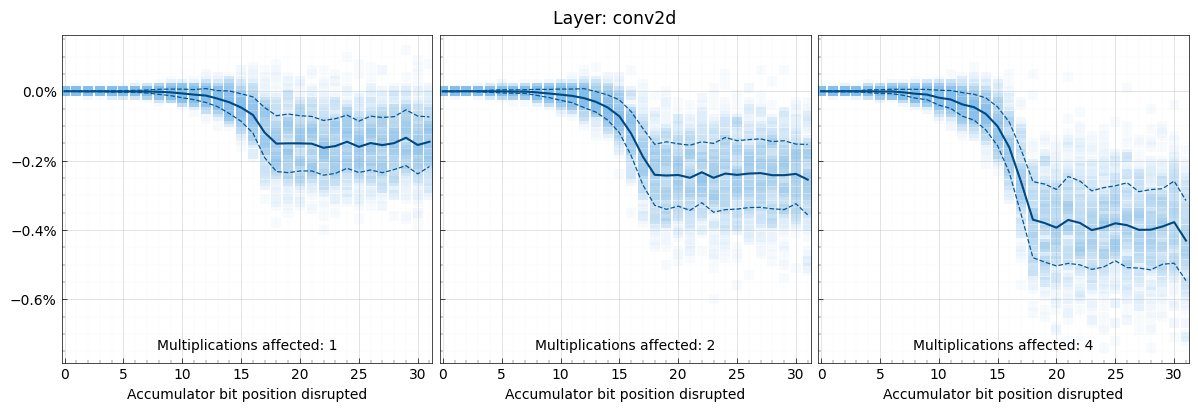 Layer: conv2d
0.0%
−0.2%
−0.4%
−0.6%
Multiplications affected: 1
Multiplications affected: 2
Multiplications affected: 4
0 5 10 15 20 25 30
0 5 10 15 20 25 30
0 5 10 15 20 25 30
Accumulator bit position disrupted
Accumulator bit position disrupted
Accumulator bit position disrupted